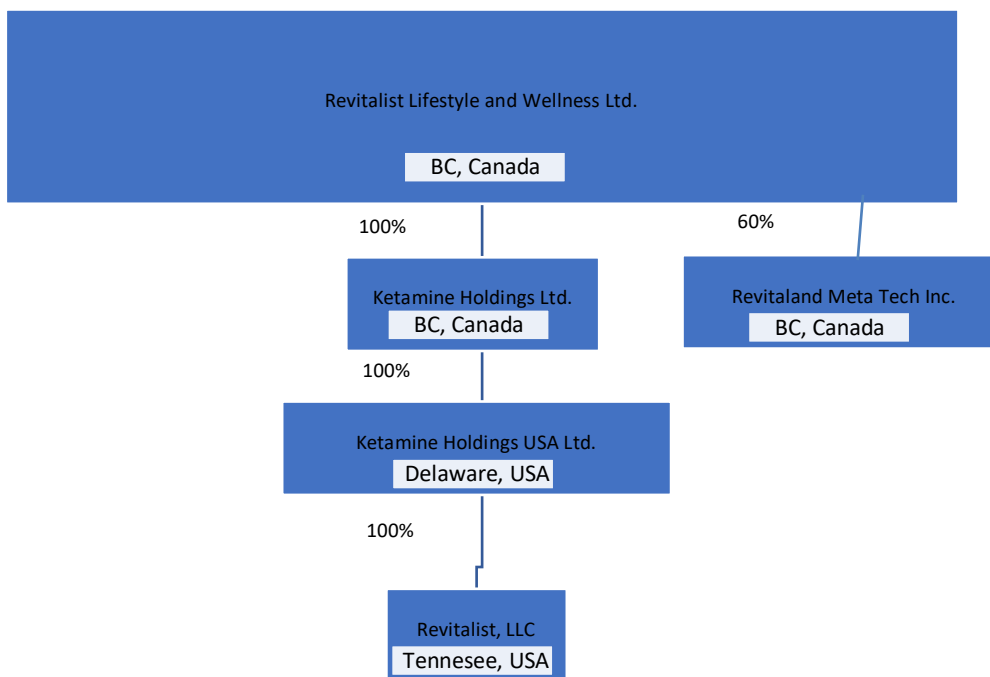 Revitalist Lifestyle and Wellness Ltd.
BC, Canada
100%
60%
Ketamine Holdings Ltd.
BC, Canada
Revitaland Meta Tech Inc.
BC, Canada
100%
Ketamine Holdings USA Ltd.
Delaware, USA
100%
Revitalist, LLC
Tennesee, USA